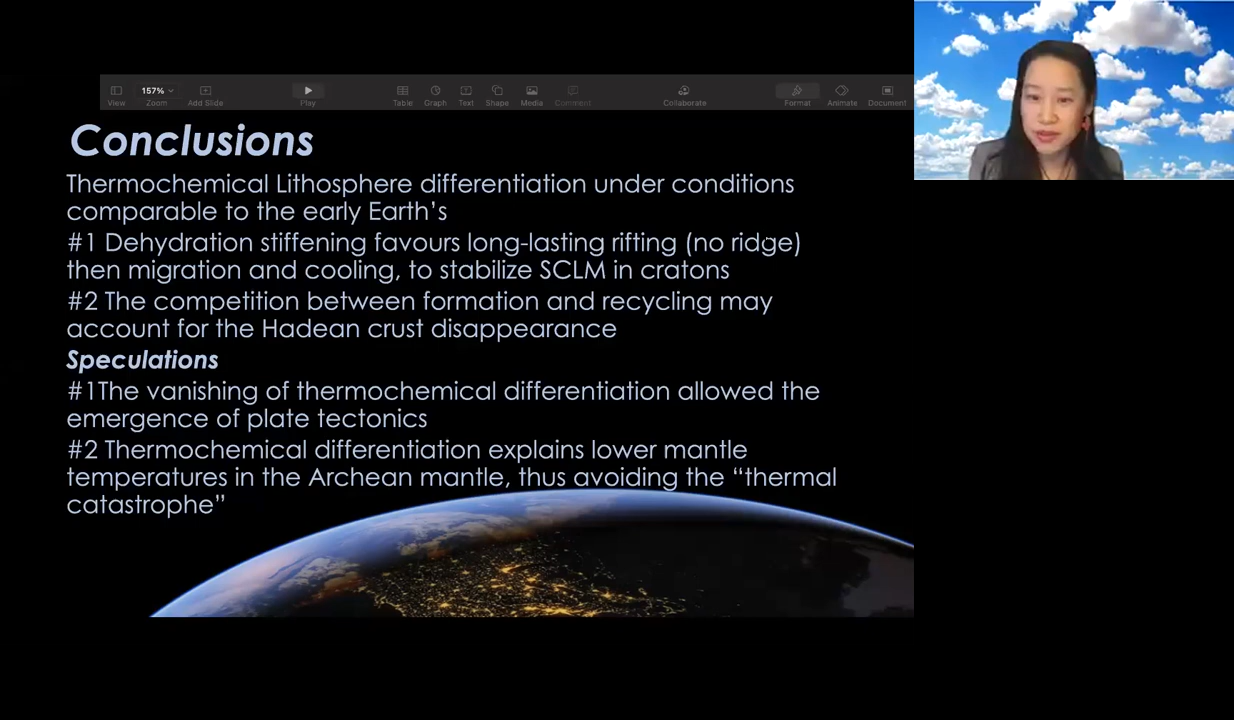 157%
View
Zoom
Add Slide
Play
Table
Graph
Text
Shape
Media
Comment
Collaborate
Format
Animate
Document
Conclusions
Thermochemical Lithosphere differentiation under conditions
comparable to the early Earth’s
#1 Dehydration stiffening favours long-lasting rifting (no ridge)
then migration and cooling, to stabilize SCLM in cratons
#2 The competition between formation and recycling may
account for the Hadean crust disappearance
Speculations
#1The vanishing of thermochemical differentiation allowed the
emergence of plate tectonics
#2 Thermochemical differentiation explains lower mantle
temperatures in the Archean mantle, thus avoiding the “thermal
catastrophe”